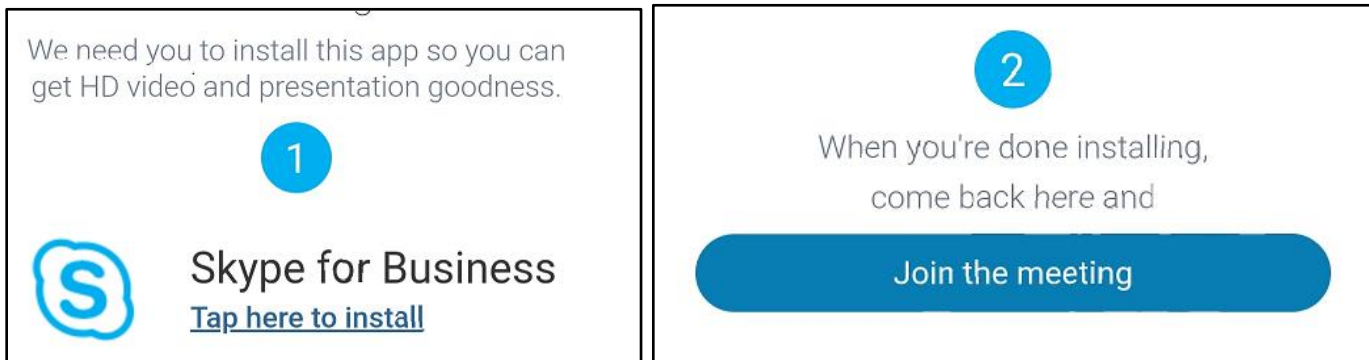 We need you to install this app so you can
get HD video and presentation goodness.
1
S
Skype for Business
Tap here to install
2
When you're done installing,
come back here and
Join the meeting